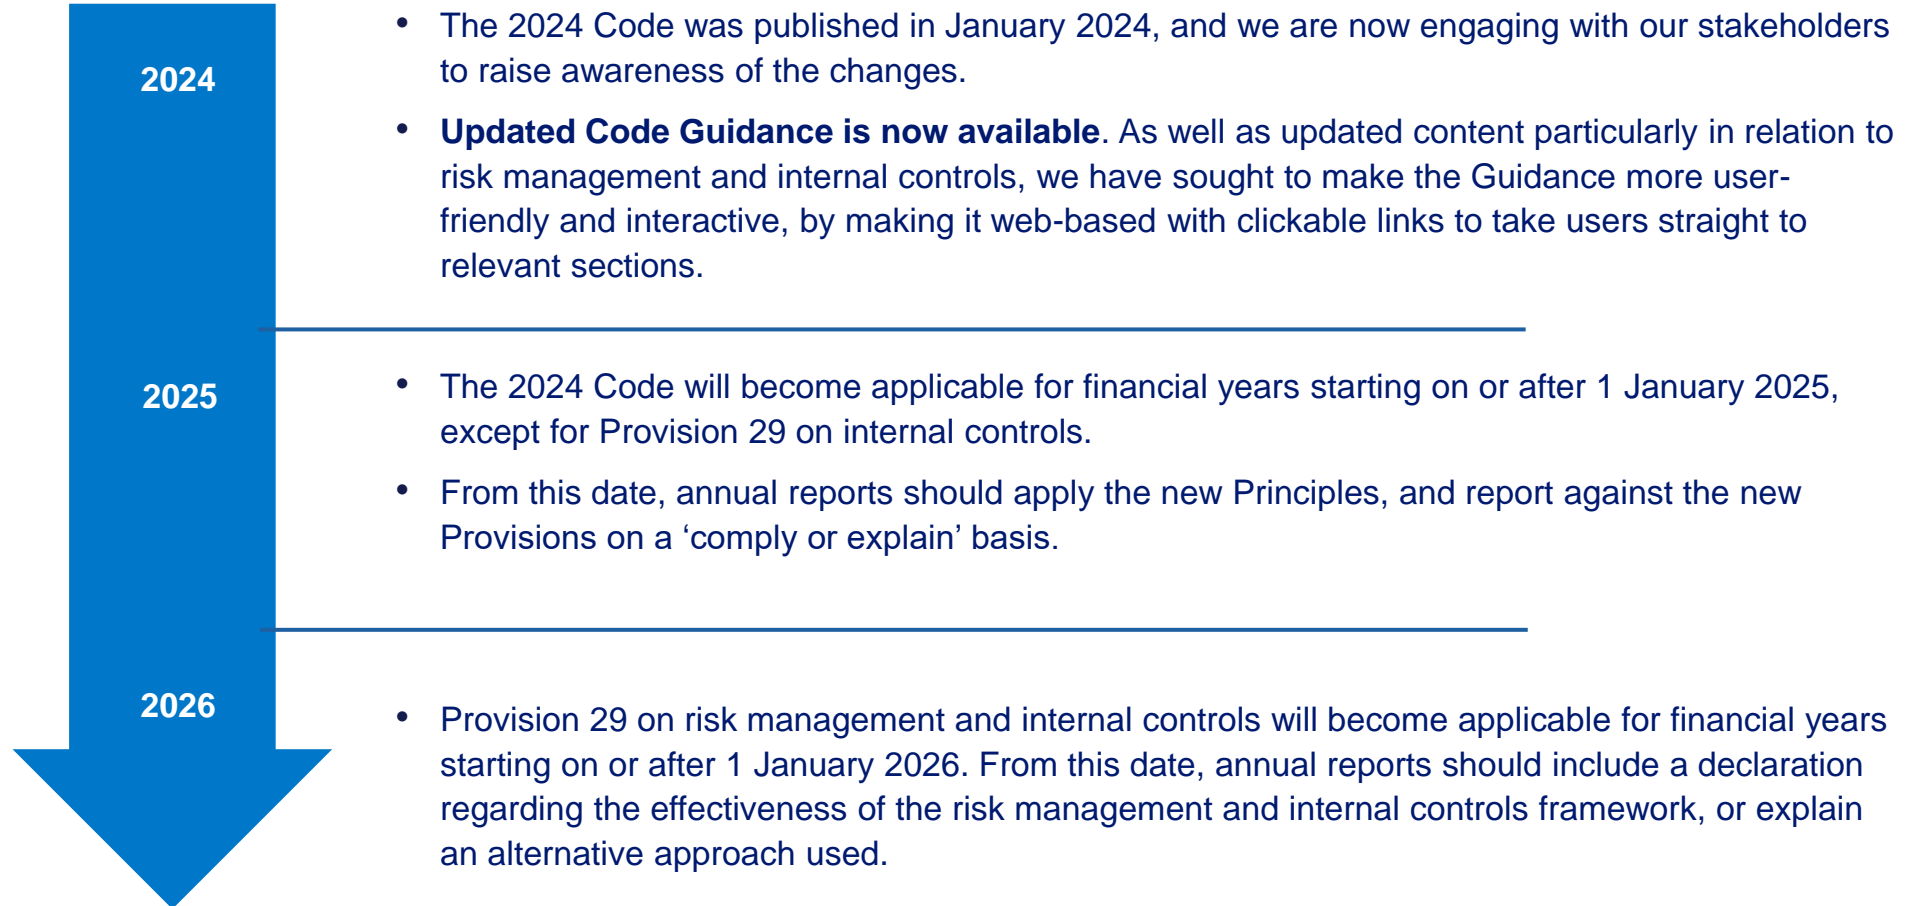 2024
• The 2024 Code was published in January 2024, and we are now engaging with our stakeholders
to raise awareness of the changes.
• Updated Code Guidance is now available. As well as updated content particularly in relation to
risk management and internal controls, we have sought to make the Guidance more user-
friendly and interactive, by making it web-based with clickable links to take users straight to
relevant sections.
2025
• The 2024 Code will become applicable for financial years starting on or after 1 January 2025,
except for Provision 29 on internal controls.
• From this date, annual reports should apply the new Principles, and report against the new
Provisions on a ‘comply or explain’ basis.
2026
• Provision 29 on risk management and internal controls will become applicable for financial years
starting on or after 1 January 2026. From this date, annual reports should include a declaration
regarding the effectiveness of the risk management and internal controls framework, or explain
an alternative approach used.